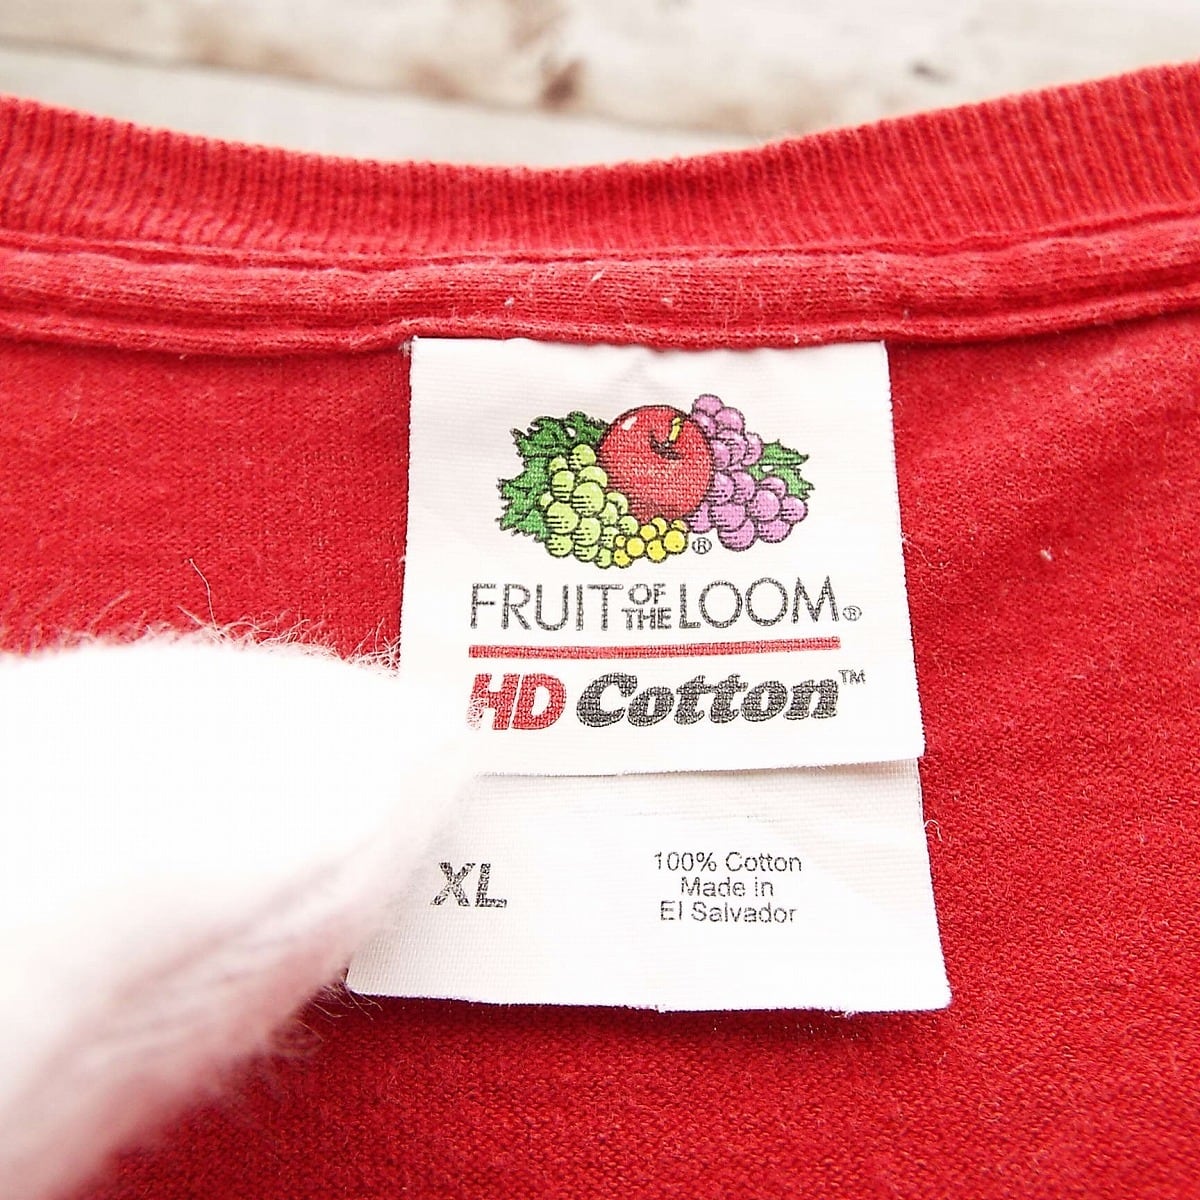 ®
FRUIT OF THE LOOM®
HD Cotton™
XL
100% Cotton
Made in
El Salvador